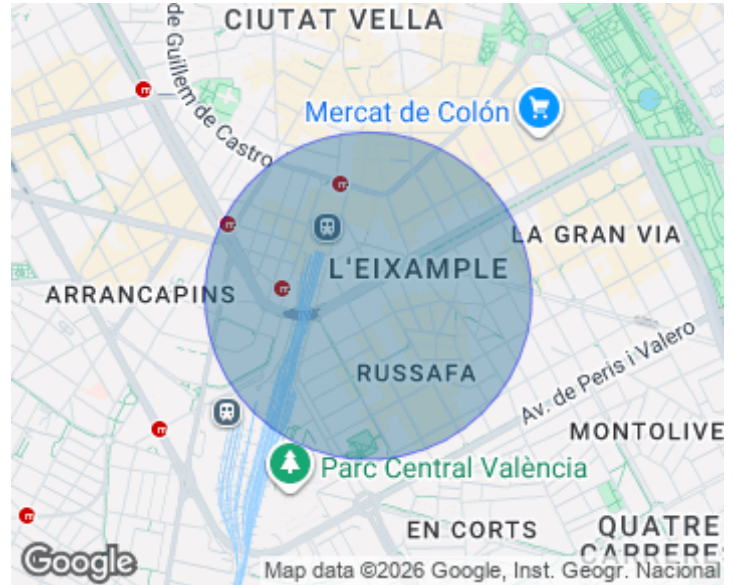 CIUTAT VELLA
de Guillem de Castro
Mercat de Colón
LA GRAN VIA
L'EIXAMPLE
ARRANCAPINS
RUSSAFA
Av. de Peris i Valero
MONTOLIVE
Parc Central València
EN CORTS
QUATRE
CARRERE
Google
Map data ©2026 Google, Inst. Geogr. Nacional